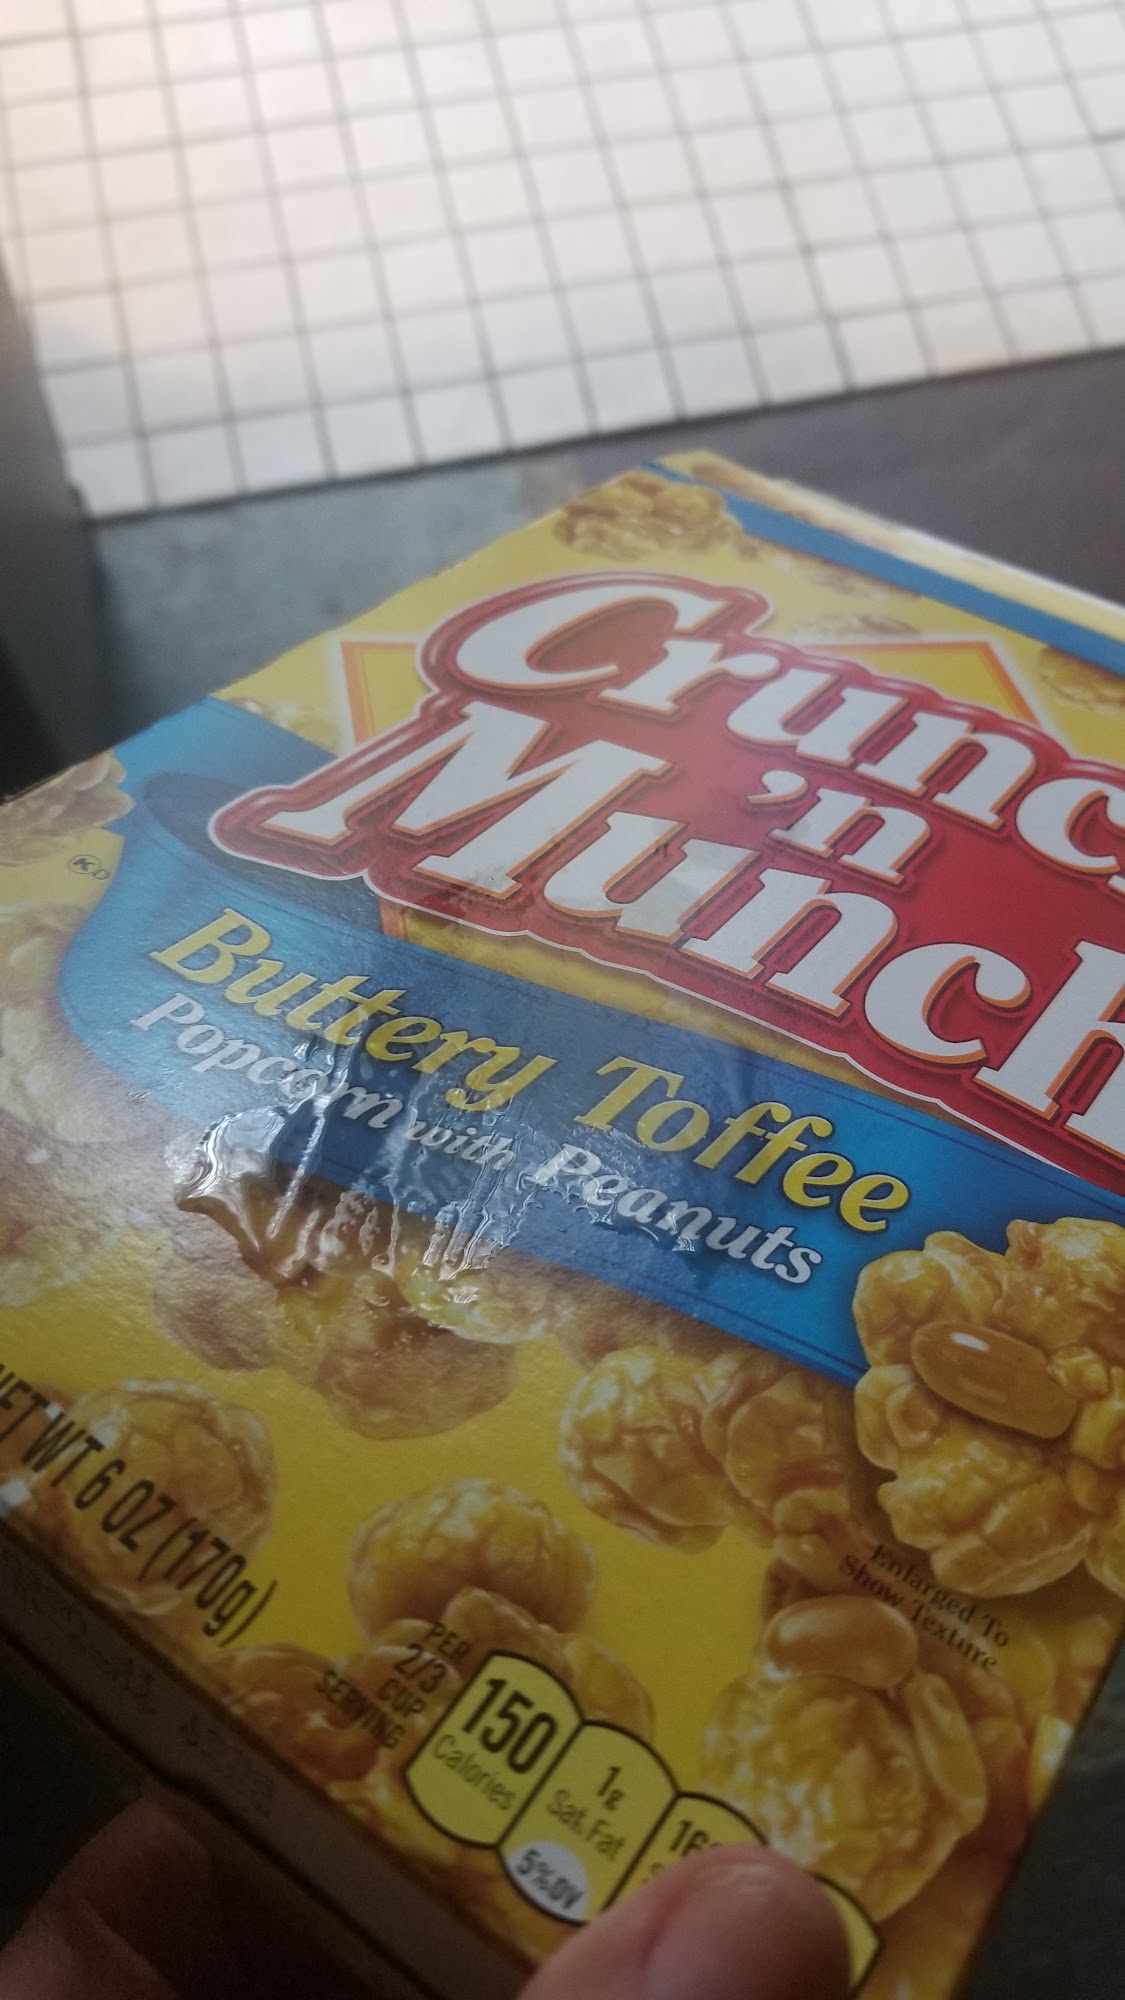 Crunc
'n
Munch
KD
Buttery Toffee
Popcorn with Peanuts
NET WT 6 OZ (170g)
Enlarged To
Show Texture
PER
2/3
CUP
SERVING
150
Calories
1g
Sat. Fat
5% DV